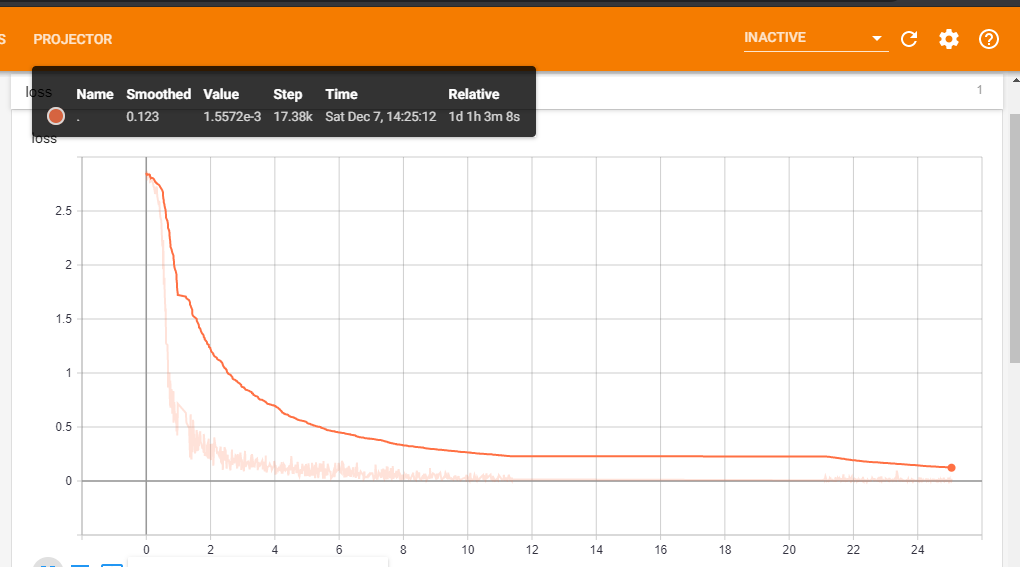 S PROJECTOR INACTIVE
loss 1
Name Smoothed Value Step Time Relative
. 0.123 1.5572e-3 17.38k Sat Dec 7, 14:25:12 1d 1h 3m 8s
loss
2.5
2
1.5
1
0.5
0
0 2 4 6 8 10 12 14 16 18 20 22 24